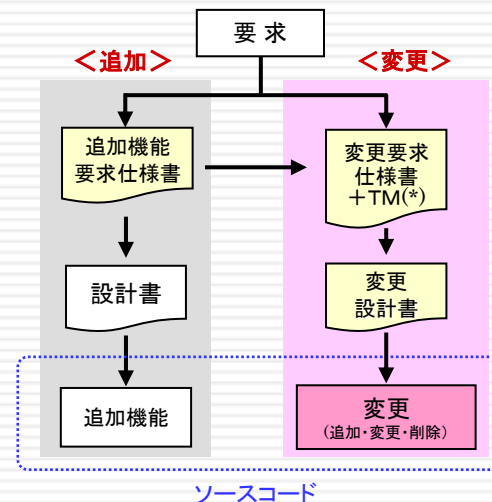 要 求
＜追加＞
＜変更＞
追加機能
要求仕様書
変更要求
仕様書
＋TM(*)
設計書
変更
設計書
追加機能
変更
(追加・変更・削除)
ソースコード